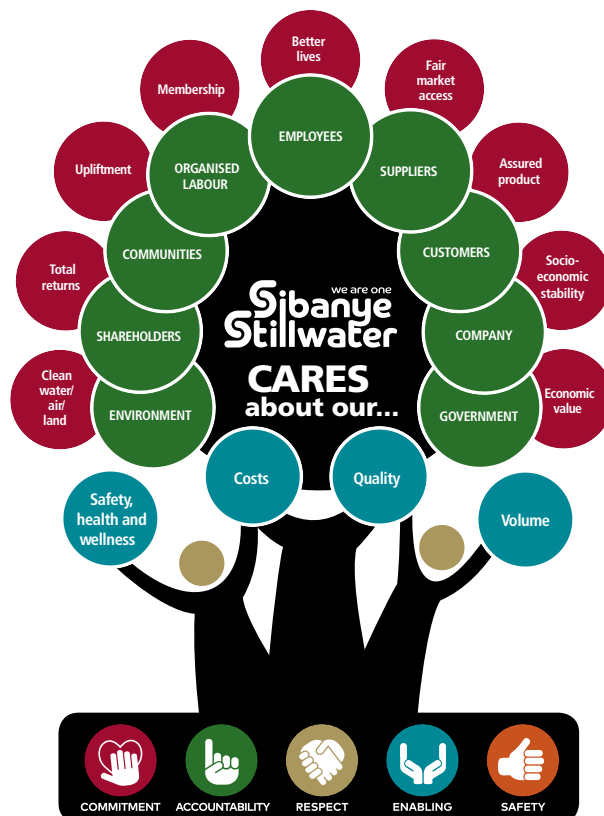 Better
lives
Membership
Fair
market
access
EMPLOYEES
Upliftment
ORGANISED
LABOUR
SUPPLIERS
Assured
product
COMMUNITIES
CUSTOMERS
Total
returns
Socio-
economic
stability
we are one
Sibanye
Stillwater
SHAREHOLDERS
COMPANY
CARES
about our...
Clean
water/
air/
land
ENVIRONMENT
GOVERNMENT
Economic
value
Costs
Quality
Safety,
health and
wellness
Volume
COMMITMENT
ACCOUNTABILITY
RESPECT
ENABLING
SAFETY